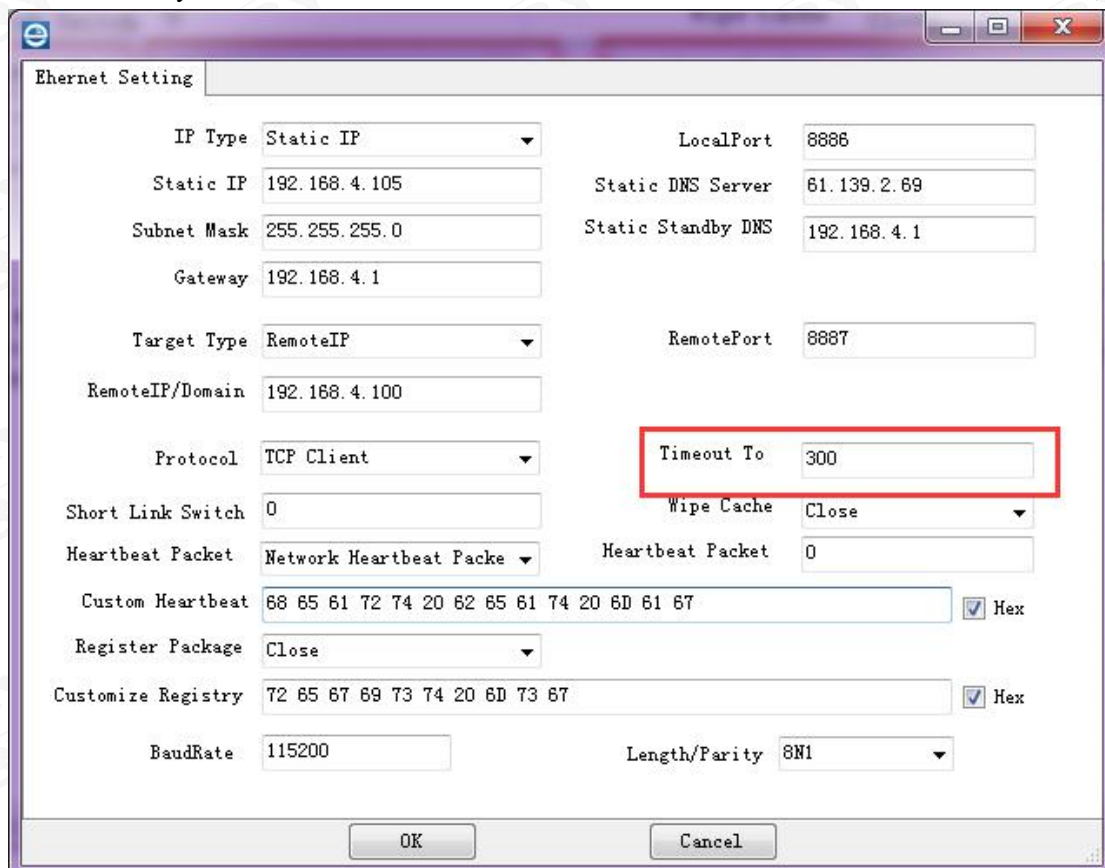 Ehernet Setting
IP Type Static IP LocalPort 8886
Static IP 192.168.4.105 Static DNS Server 61.139.2.69
Subnet Mask 255.255.255.0 Static Standby DNS 192.168.4.1
Gateway 192.168.4.1
Target Type RemoteIP RemotePort 8887
RemoteIP/Domain 192.168.4.100
Protocol TCP Client Timeout To 300
Short Link Switch 0 Wipe Cache Close
Heartbeat Packet Network Heartbeat Packe Heartbeat Packet 0
Custom Heartbeat 68 65 61 72 74 20 62 65 61 74 20 6D 61 67 Hex
Register Package Close
Customize Registry 72 65 67 69 73 74 20 6D 73 67 Hex
BaudRate 115200 Length/Parity 8N1
OK Cancel